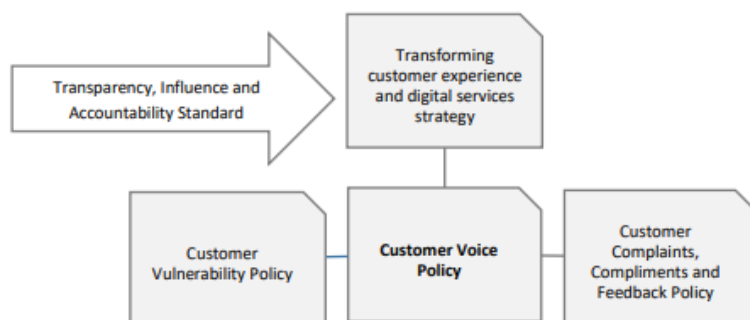 Transparency, Influence and
Accountability Standard
Transforming
customer experience
and digital services
strategy
Customer
Vulnerability Policy
Customer Voice
Policy
Customer
Complaints,
Compliments and
Feedback Policy